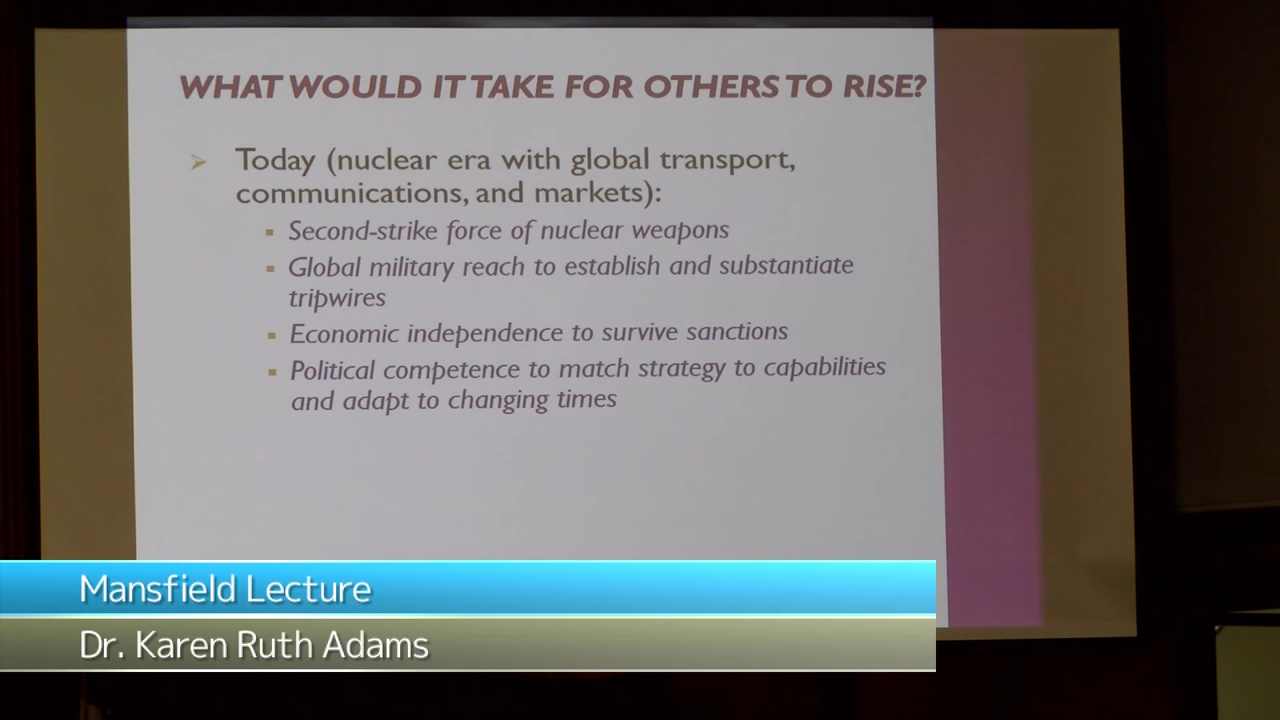 WHAT WOULD IT TAKE FOR OTHERS TO RISE?
➤ Today (nuclear era with global transport,
communications, and markets):
▪ Second-strike force of nuclear weapons
▪ Global military reach to establish and substantiate
tripwires
▪ Economic independence to survive sanctions
▪ Political competence to match strategy to capabilities
and adapt to changing times
Mansfield Lecture
Dr. Karen Ruth Adams